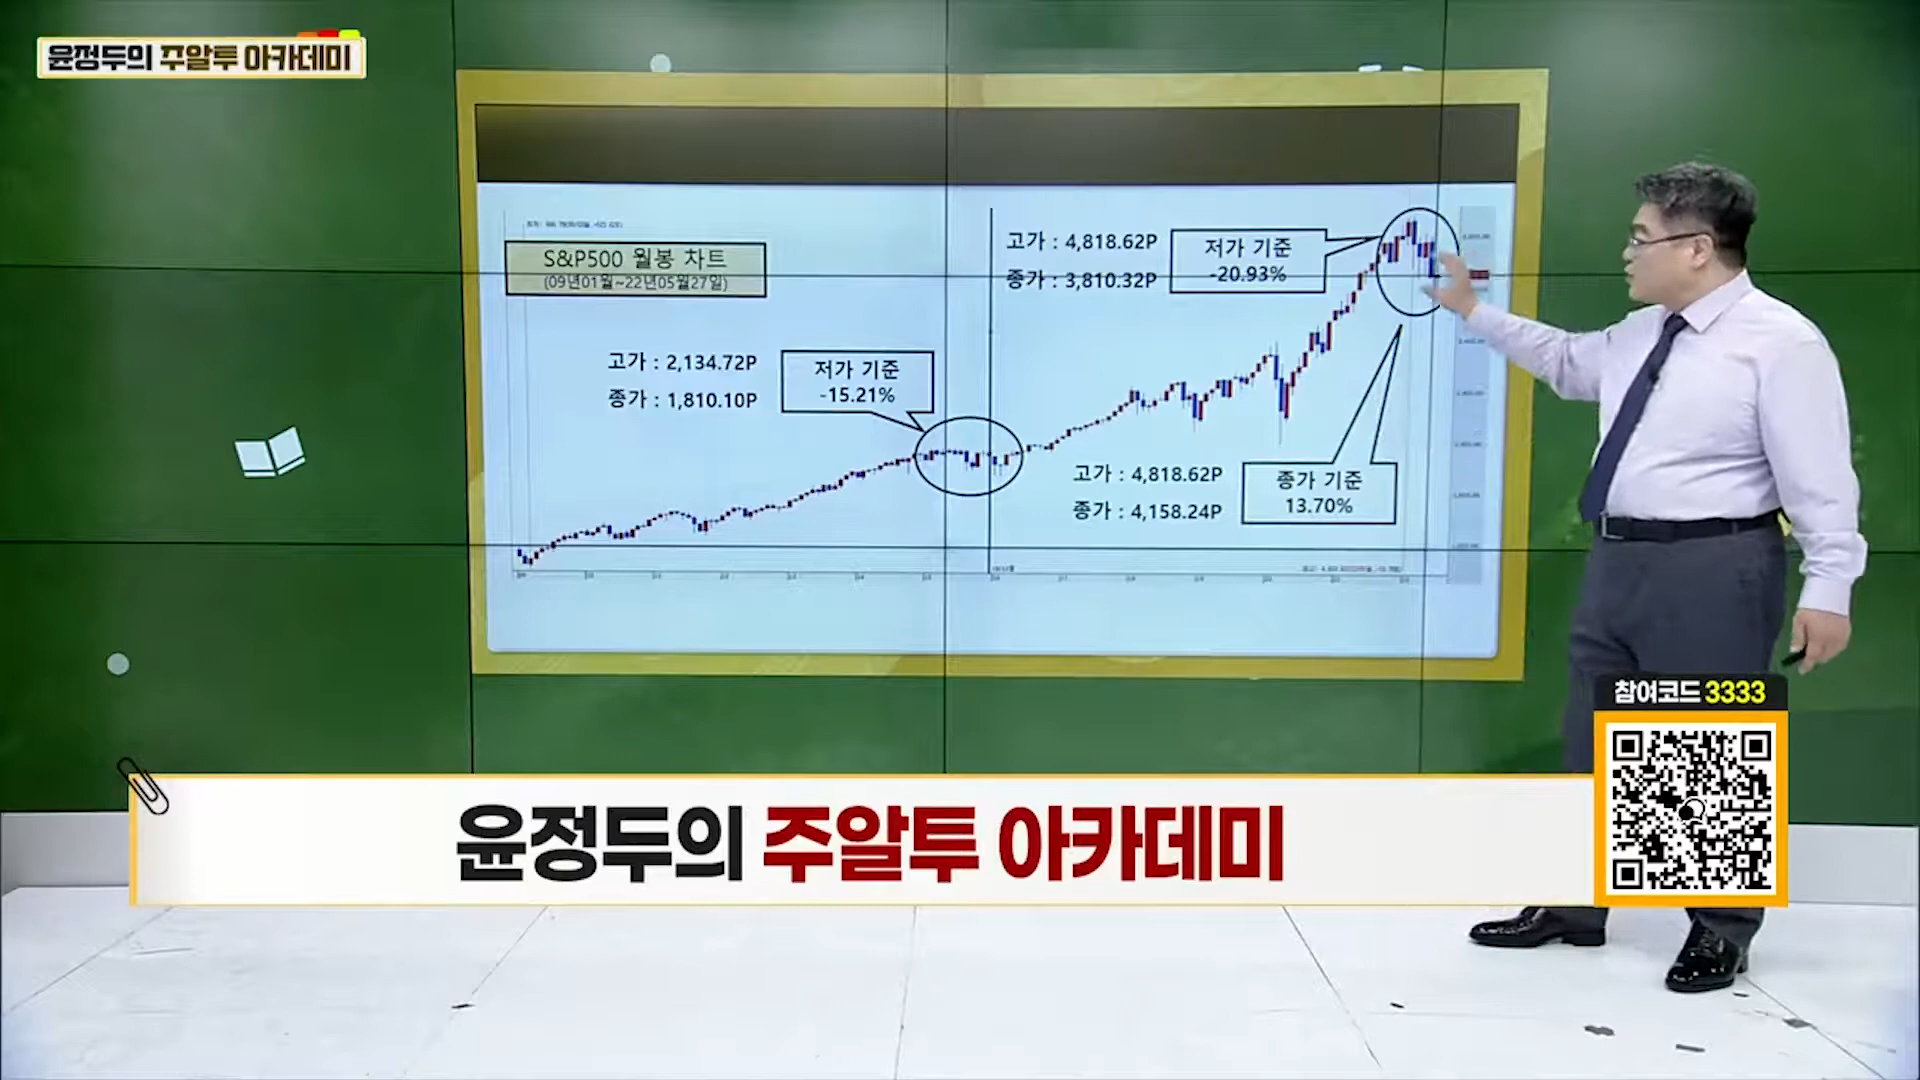 윤정두의 주알투 아카데미
S&P500 월봉 차트
(09년01월~22년05월27일)
고가 : 4,818.62P
종가 : 3,810.32P
저가 기준
-20.93%
고가 : 2,134.72P
종가 : 1,810.10P
저가 기준
-15.21%
고가 : 4,818.62P
종가 : 4,158.24P
종가 기준
13.70%
참여코드 3333
윤정두의 주알투 아카데미